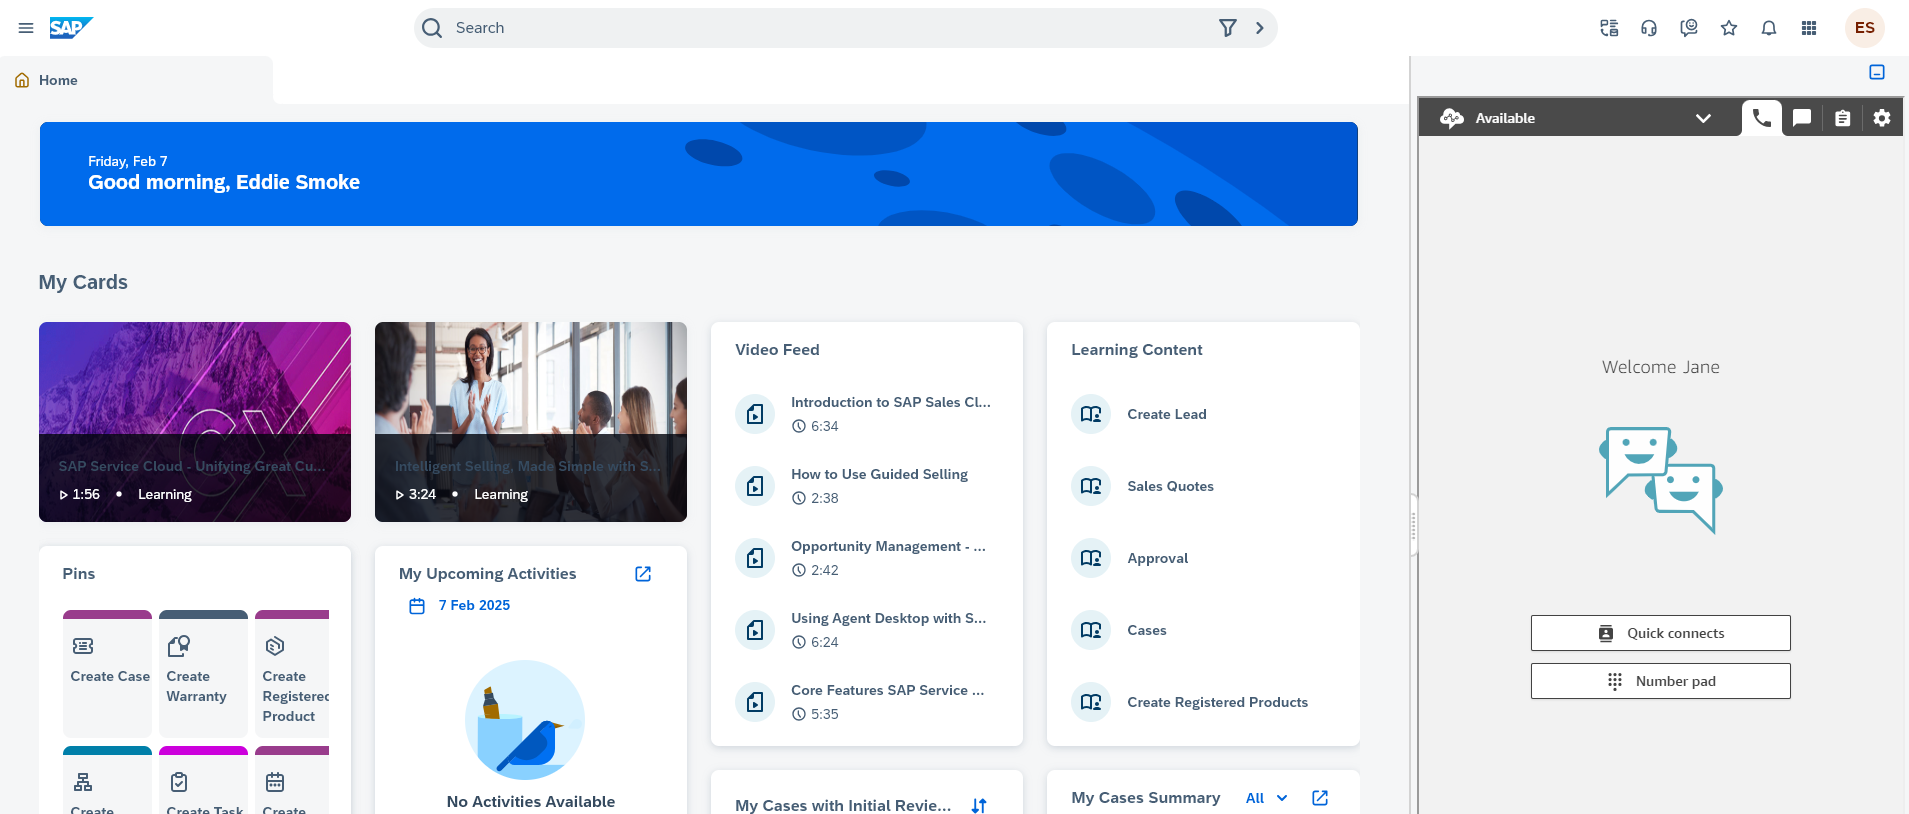 SAP
Search
ES
Home
Available
Friday, Feb 7
Good morning, Eddie Smoke
My Cards
SAP Service Cloud - Unifying Great Cu...
1:56 • Learning
Intelligent Selling, Made Simple with S...
3:24 • Learning
Video Feed
Introduction to SAP Sales Cl...
6:34
How to Use Guided Selling
2:38
Opportunity Management - ...
2:42
Using Agent Desktop with S...
6:24
Core Features SAP Service ...
5:35
Learning Content
Create Lead
Sales Quotes
Approval
Cases
Create Registered Products
Welcome Jane
Quick connects
Number pad
Pins
Create Case
Create
Warranty
Create
Registered
Product
Create
Create Task
Create
My Upcoming Activities
7 Feb 2025
No Activities Available
My Cases with Initial Revie...
My Cases Summary
All
CX